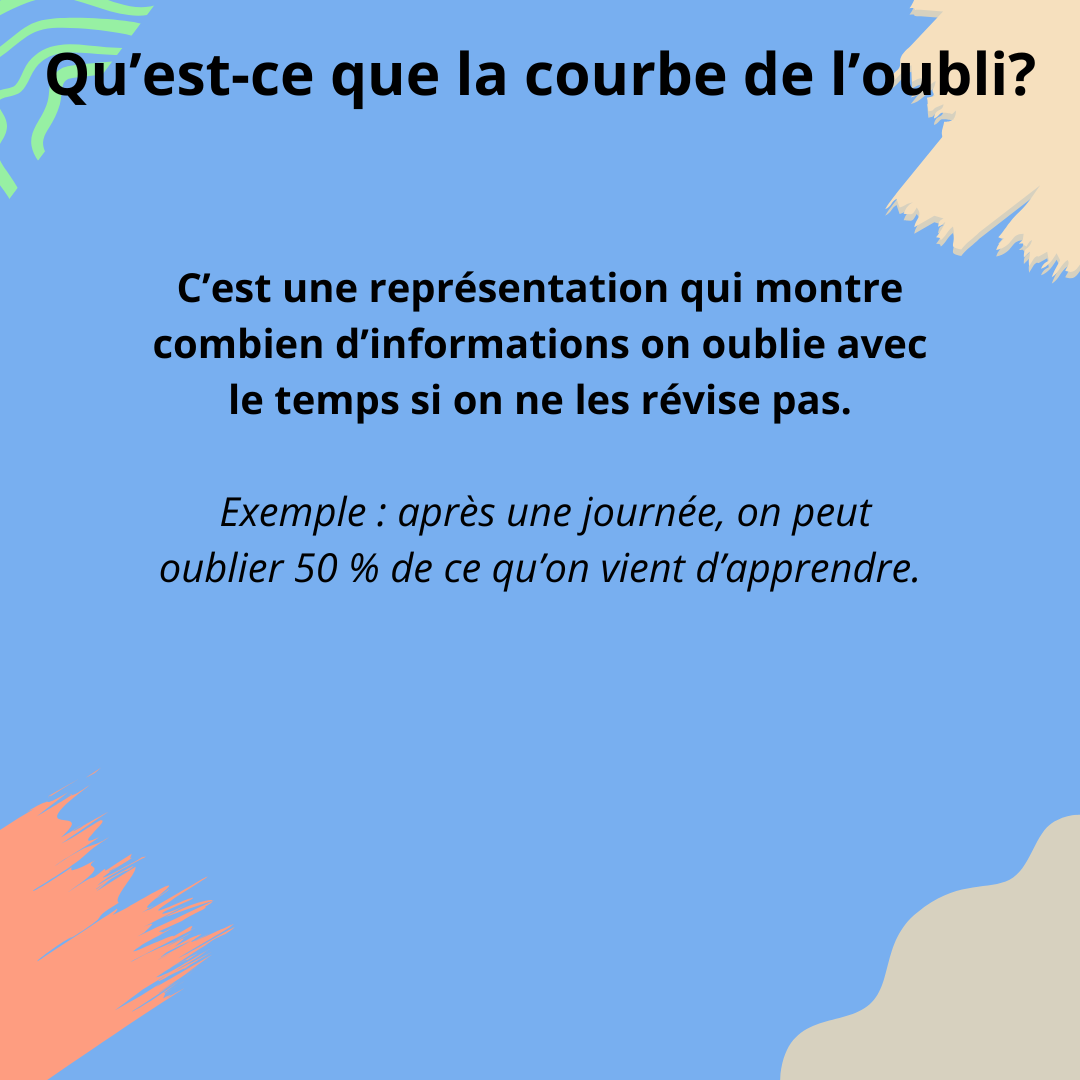 Qu’est-ce que la courbe de l’oubli?
C’est une représentation qui montre
combien d’informations on oublie avec
le temps si on ne les révise pas.
Exemple : après une journée, on peut
oublier 50 % de ce qu’on vient d’apprendre.